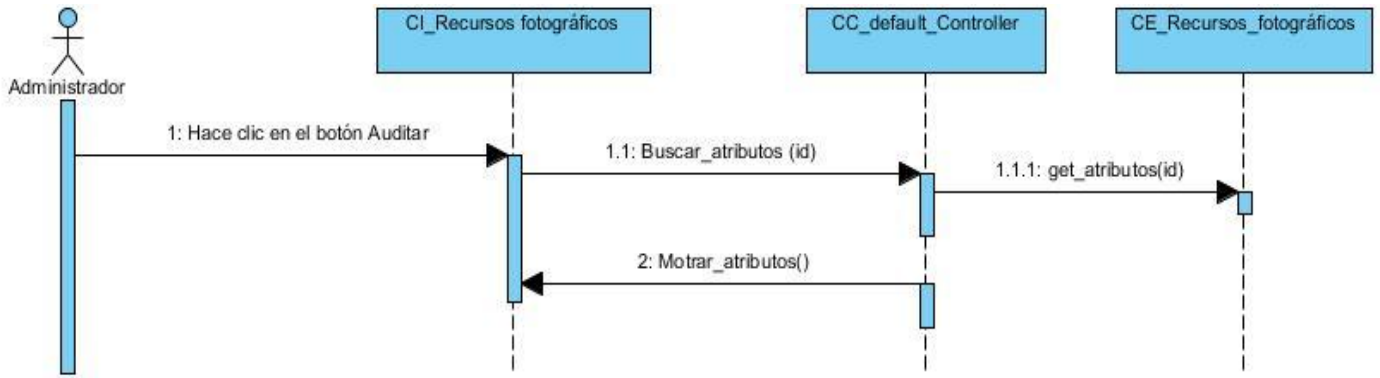 CI_Recursos fotográficos
CC_default_Controller
CE_Recursos_fotográficos
Administrador
1: Hace clic en el botón Auditar
1.1: Buscar_atributos (id)
1.1.1: get_atributos(id)
2: Motrar_atributos()